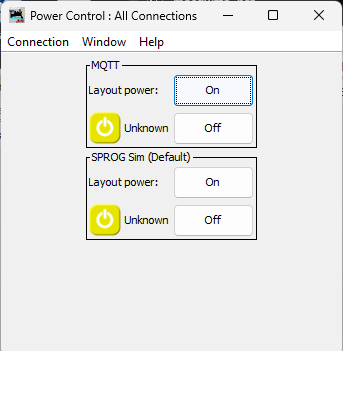 Power Control : All Connections
Connection Window Help
MQTT
Layout power: On
Unknown Off
SPROG Sim (Default)
Layout power: On
Unknown Off